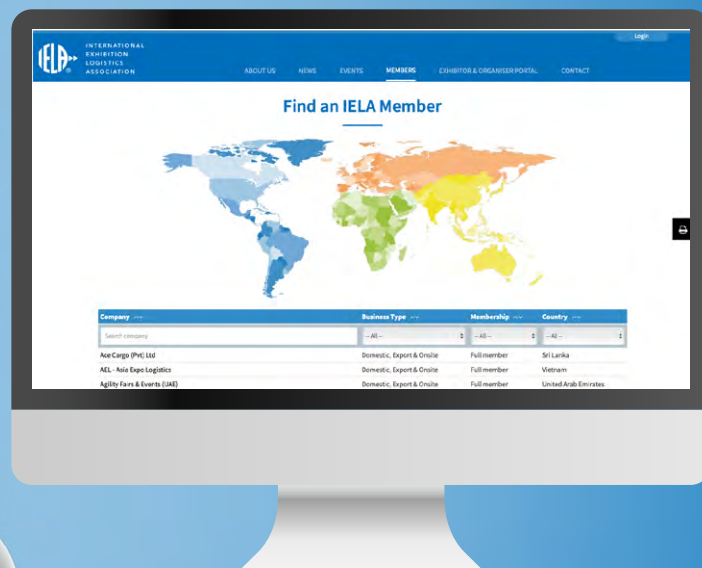 Login
IELA
INTERNATIONAL
EXHIBITION
LOGISTICS
ASSOCIATION
ABOUT US NEWS EVENTS MEMBERS EXHIBITOR & ORGANISER PORTAL CONTACT
Find an IELA Member
Company Business Type Membership Country
Search company -- All -- -- All -- -- All --
Ace Cargo (Pvt) Ltd Domestic, Export & Onsite Full member Sri Lanka
AEL - Asia Expo Logistics Domestic, Export & Onsite Full member Vietnam
Agility Fairs & Events (UAE) Domestic, Export & Onsite Full member United Arab Emirates